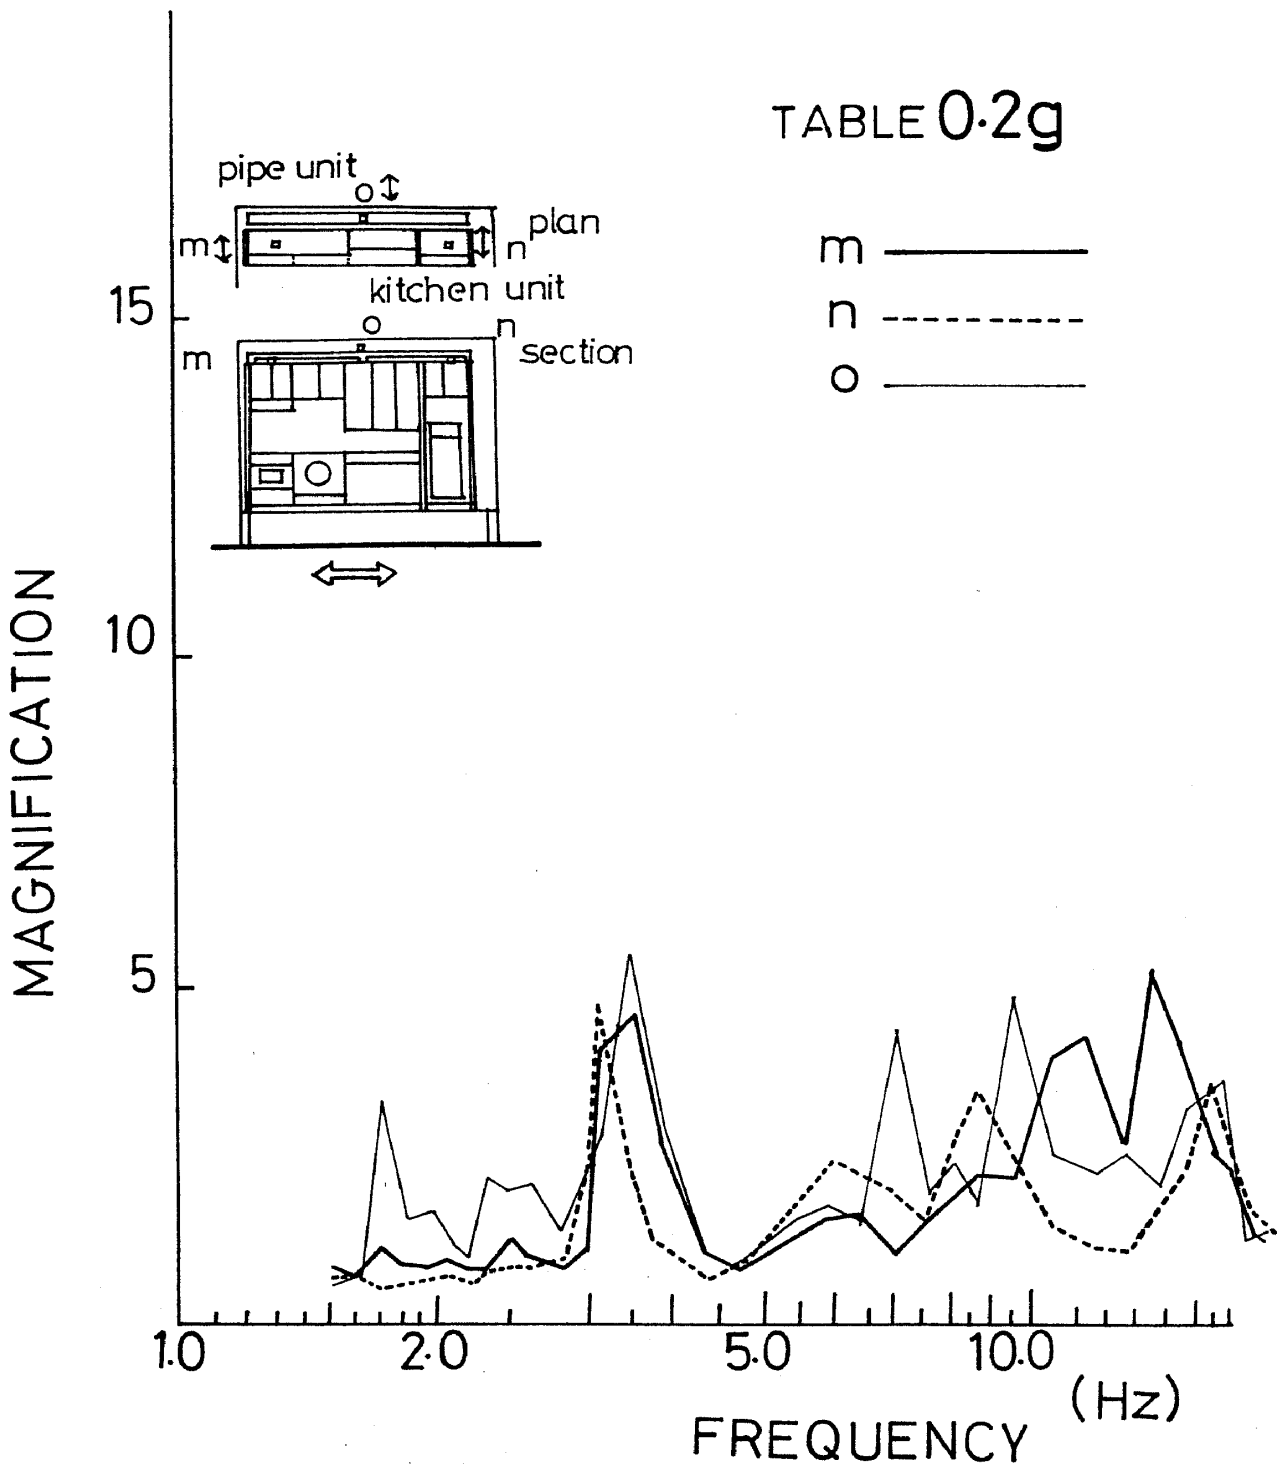 TABLE 0.2g
pipe unit
o
plan
m
n
kitchen unit
o
n
m
section
m
n
o
15
10
5
MAGNIFICATION
1.0
2.0
5.0
10.0
(Hz)
FREQUENCY